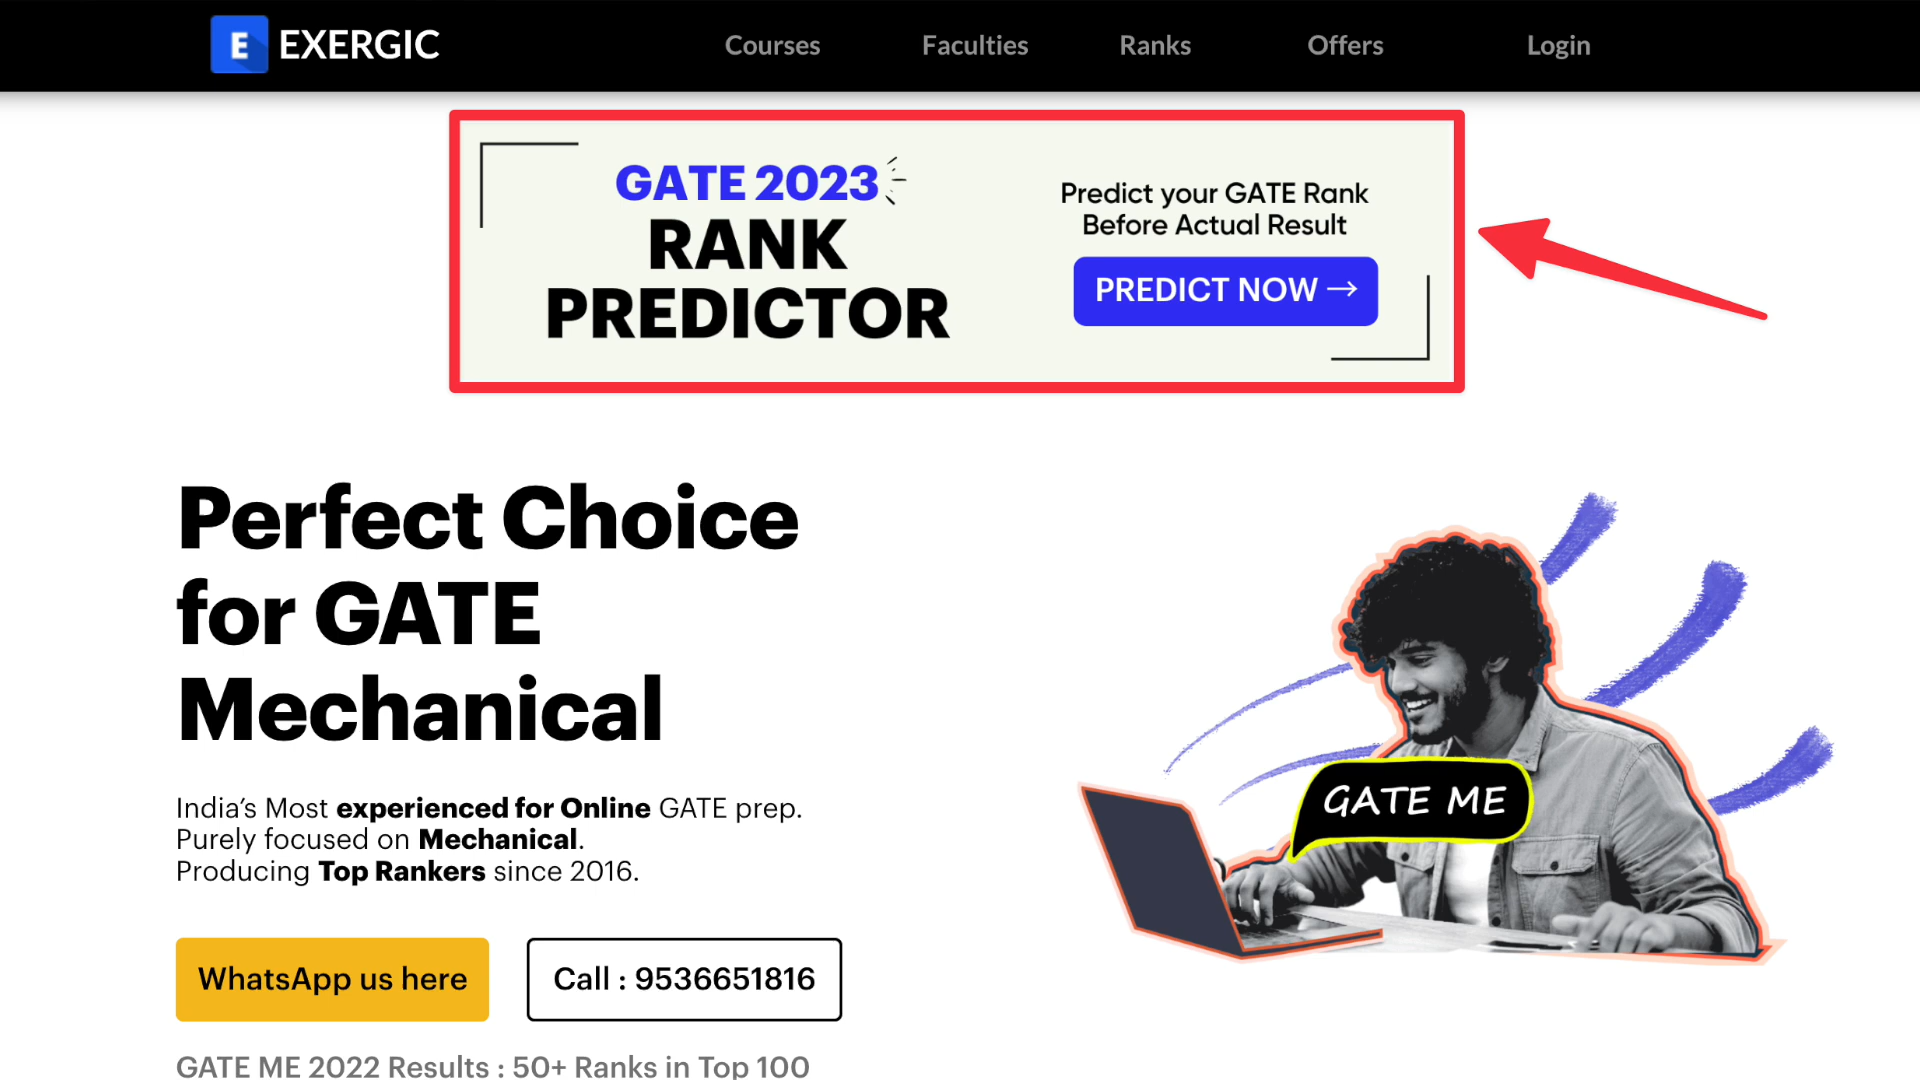 E EXERGIC
Courses Faculties Ranks Offers Login
GATE 2023
RANK
PREDICTOR
Predict your GATE Rank
Before Actual Result
PREDICT NOW →
Perfect Choice
for GATE
Mechanical
India's Most experienced for Online GATE prep.
Purely focused on Mechanical.
Producing Top Rankers since 2016.
GATE ME
WhatsApp us here
Call : 9536651816
GATE ME 2022 Results : 50+ Ranks in Top 100